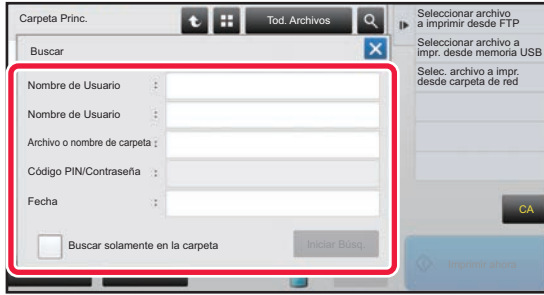 Carpeta Princ.
Tod. Archivos
Buscar
Nombre de Usuario :
Nombre de Usuario :
Archivo o nombre de carpeta :
Código PIN/Contraseña :
Fecha :
Buscar solamente en la carpeta
Iniciar Búsq.
Seleccionar archivo
a imprimir desde FTP
Seleccionar archivo a
impr. desde memoria USB
Selec. archivo a impr.
desde carpeta de red
CA
Imprimir ahora